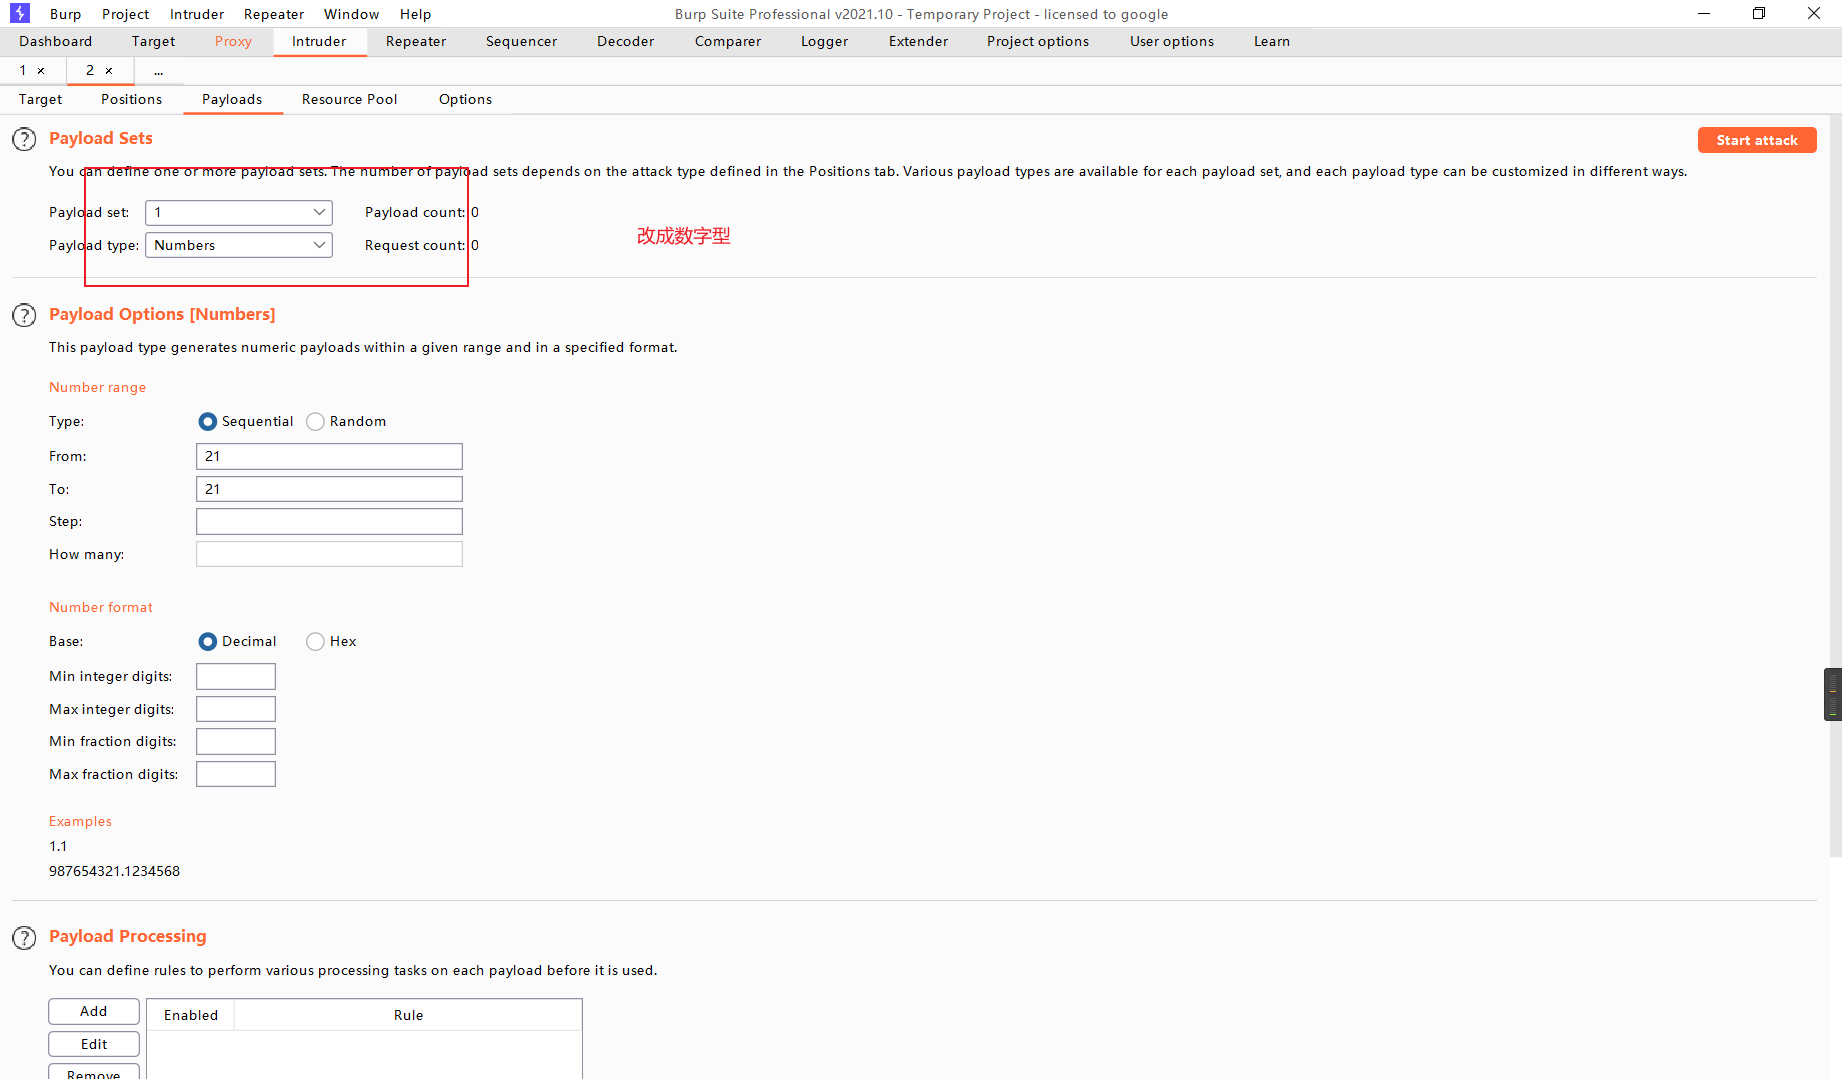 Burp Project Intruder Repeater Window Help Burp Suite Professional v2021.10 - Temporary Project - licensed to google
Dashboard Target Proxy Intruder Repeater Sequencer Decoder Comparer Logger Extender Project options User options Learn
1 × 2 × ...
Target Positions Payloads Resource Pool Options
? Payload Sets Start attack
You can define one or more payload sets. The number of payload sets depends on the attack type defined in the Positions tab. Various payload types are available for each payload set, and each payload type can be customized in different ways.
Payload set: 1 Payload count: 0
改成数字型
Payload type: Numbers Request count: 0
? Payload Options [Numbers]
This payload type generates numeric payloads within a given range and in a specified format.
Number range
Type: Sequential Random
From: 21
To: 21
Step:
How many:
Number format
Base: Decimal Hex
Min integer digits:
Max integer digits:
Min fraction digits:
Max fraction digits:
Examples
1.1
987654321.1234568
? Payload Processing
You can define rules to perform various processing tasks on each payload before it is used.
Add Enabled Rule
Edit
Remove